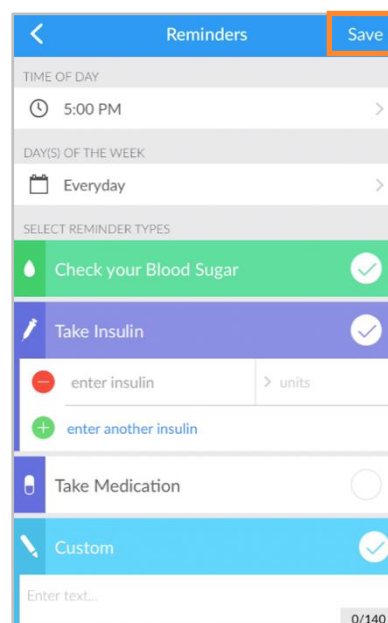 Reminders Save
TIME OF DAY
5:00 PM
DAY(S) OF THE WEEK
Everyday
SELECT REMINDER TYPES
Check your Blood Sugar
Take Insulin
enter insulin > units
enter another insulin
Take Medication
Custom
Enter text...
0/140